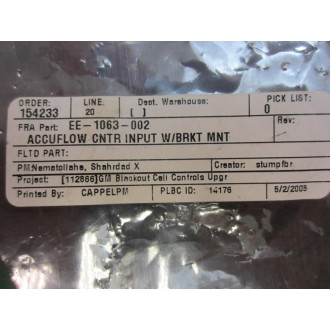 ORDER: LINE: Dest. Warehouse: PICK LIST:
154233 20 [ ] 0
FRA Part: EE-1063-002 Rev:
ACCUFLOW CNTR INPUT W/BRKT MNT
FLTD PART:
PM:Nematollahe, Shahrdad X Creator: stumpfbr
Project: [112866]GM Blackout Cell Controls Upgr
Printed By: CAPPELPM PLBC ID: 14176 5/2/2005